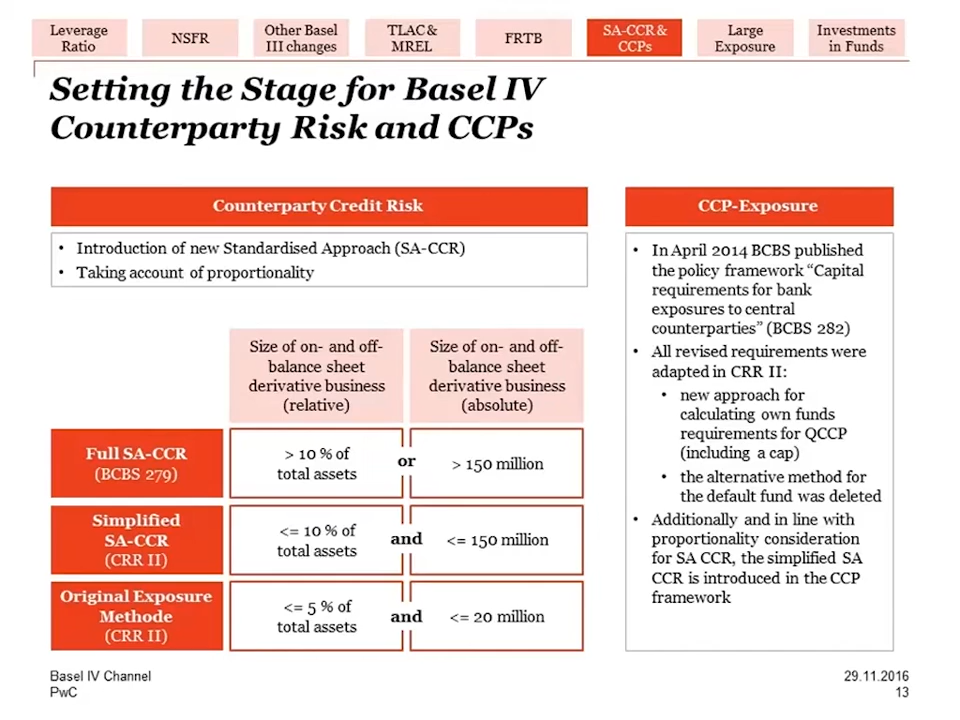 Leverage
Ratio
NSFR
Other Basel
III changes
TLAC &
MREL
FRTB
SA-CCR &
CCPs
Large
Exposure
Investments
in Funds
Setting the Stage for Basel IV
Counterparty Risk and CCPs
Counterparty Credit Risk
• Introduction of new Standardised Approach (SA-CCR)
• Taking account of proportionality
Size of on- and off-
balance sheet
derivative business
(relative)
Size of on- and off-
balance sheet
derivative business
(absolute)
Full SA-CCR
(BCBS 279)
> 10 % of
total assets
or
> 150 million
Simplified
SA-CCR
(CRR II)
<= 10 % of
total assets
and
<= 150 million
Original Exposure
Methode
(CRR II)
<= 5 % of
total assets
and
<= 20 million
CCP-Exposure
• In April 2014 BCBS published
the policy framework “Capital
requirements for bank
exposures to central
counterparties” (BCBS 282)
• All revised requirements were
adapted in CRR II:
• new approach for
calculating own funds
requirements for QCCP
(including a cap)
• the alternative method for
the default fund was deleted
• Additionally and in line with
proportionality consideration
for SA CCR, the simplified SA
CCR is introduced in the CCP
framework
Basel IV Channel
PwC
29.11.2016
13